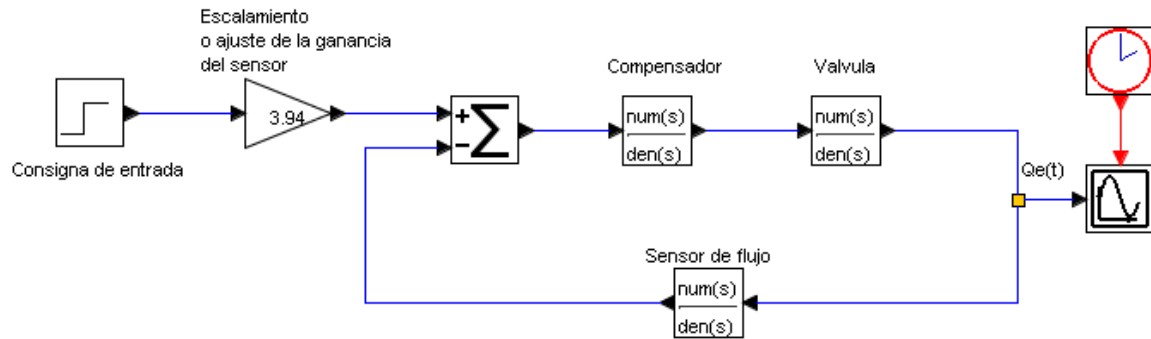 Escalamiento
o ajuste de la ganancia
del sensor
Consigna de entrada
3.94
+
-
Σ
Compensador
num(s)
den(s)
Valvula
num(s)
den(s)
Qe(t)
Sensor de flujo
num(s)
den(s)